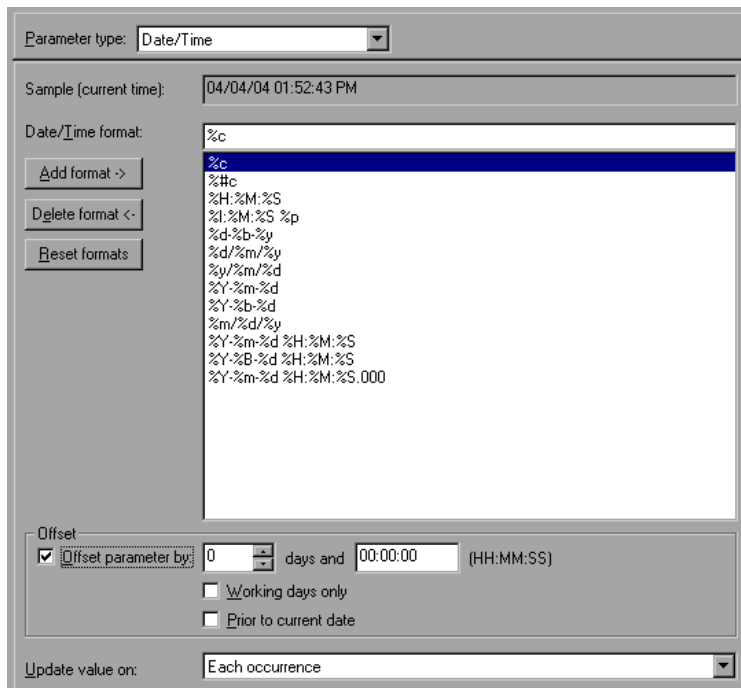 Parameter type: Date/Time
Sample (current time): 04/04/04 01:52:43 PM
Date/Time format: %c
Add format ->
Delete format <-
Reset formats
%c
%#c
%H:%M:%S
%I:%M:%S %p
%d-%b-%y
%d/%m/%y
%y/%m/%d
%Y-%m-%d
%Y-%b-%d
%m/%d/%y
%Y-%m-%d %H:%M:%S
%Y-%B-%d %H:%M:%S
%Y-%m-%d %H:%M:%S.000
Offset
Offset parameter by: 0 days and 00:00:00 (HH:MM:SS)
Working days only
Prior to current date
Update value on: Each occurrence